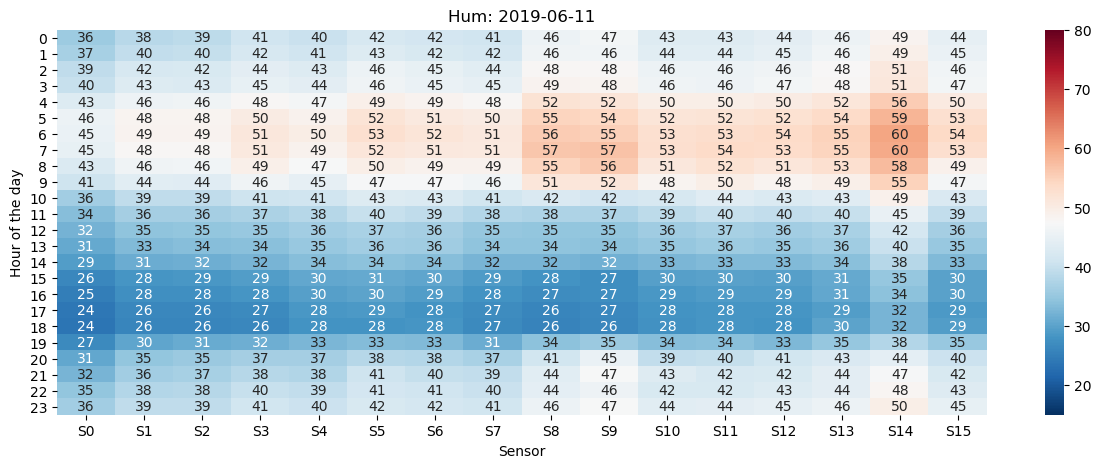 Hum: 2019-06-11
0 36 38 39 41 40 42 42 41 46 47 43 43 44 46 49 44
1 37 40 40 42 41 43 42 42 46 46 44 44 45 46 49 45
2 39 42 42 44 43 46 45 44 48 48 46 46 46 48 51 46
3 40 43 43 45 44 46 45 45 49 48 46 46 47 48 51 47
4 43 46 46 48 47 49 49 48 52 52 50 50 50 52 56 50
5 46 48 48 50 49 52 51 50 55 54 52 52 52 54 59 53
6 45 49 49 51 50 53 52 51 56 55 53 53 54 55 60 54
7 45 48 48 51 49 52 51 51 57 57 53 54 53 55 60 53
8 43 46 46 49 47 50 49 49 55 56 51 52 51 53 58 49
9 41 44 44 46 45 47 47 46 51 52 48 50 48 49 55 47
10 36 39 39 41 41 43 43 41 42 42 42 44 43 43 49 43
11 34 36 36 37 38 40 39 38 38 37 39 40 40 40 45 39
12 32 35 35 35 36 37 36 37 35 35 36 37 36 37 42 36
13 31 33 34 34 35 36 36 34 34 34 35 36 35 36 40 35
14 29 31 32 32 34 34 34 32 32 32 33 33 33 34 38 33
15 26 28 29 29 30 31 30 29 28 27 30 30 30 31 35 30
16 25 28 28 28 30 30 29 28 27 27 29 29 29 31 34 30
17 24 26 26 27 28 29 28 27 26 27 28 28 28 29 32 29
18 24 26 26 26 28 28 28 27 26 26 28 28 28 30 32 29
19 27 30 31 32 33 33 33 31 34 35 34 34 33 35 38 35
20 31 35 35 37 37 38 38 37 41 45 39 40 41 43 44 40
21 32 36 37 38 38 41 40 39 44 47 43 42 42 44 47 42
22 35 38 38 40 39 41 41 40 44 46 42 42 43 44 48 43
23 36 39 39 41 40 42 42 41 46 47 44 44 45 46 50 45
S0 S1 S2 S3 S4 S5 S6 S7 S8 S9 S10 S11 S12 S13 S14 S15
Sensor
Hour of the day
80
70
60
50
40
30
20